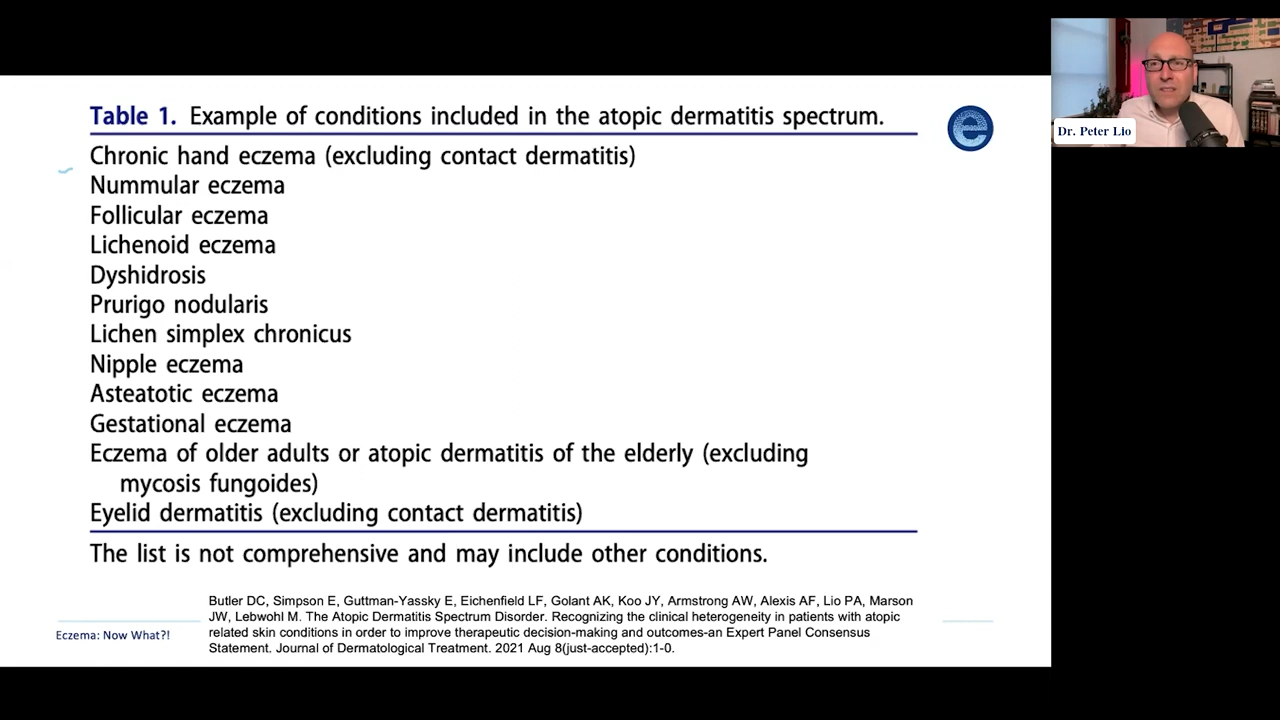 Table 1. Example of conditions included in the atopic dermatitis spectrum.
Chronic hand eczema (excluding contact dermatitis)
Nummular eczema
Follicular eczema
Lichenoid eczema
Dyshidrosis
Prurigo nodularis
Lichen simplex chronicus
Nipple eczema
Asteatotic eczema
Gestational eczema
Eczema of older adults or atopic dermatitis of the elderly (excluding
mycosis fungoides)
Eyelid dermatitis (excluding contact dermatitis)
The list is not comprehensive and may include other conditions.
Butler DC, Simpson E, Guttman-Yassky E, Eichenfield LF, Golant AK, Koo JY, Armstrong AW, Alexis AF, Lio PA, Marson
JW, Lebwohl M. The Atopic Dermatitis Spectrum Disorder. Recognizing the clinical heterogeneity in patients with atopic
related skin conditions in order to improve therapeutic decision-making and outcomes-an Expert Panel Consensus
Statement. Journal of Dermatological Treatment. 2021 Aug 8(just-accepted):1-0.
Eczema: Now What?!
e
Dr. Peter Lio